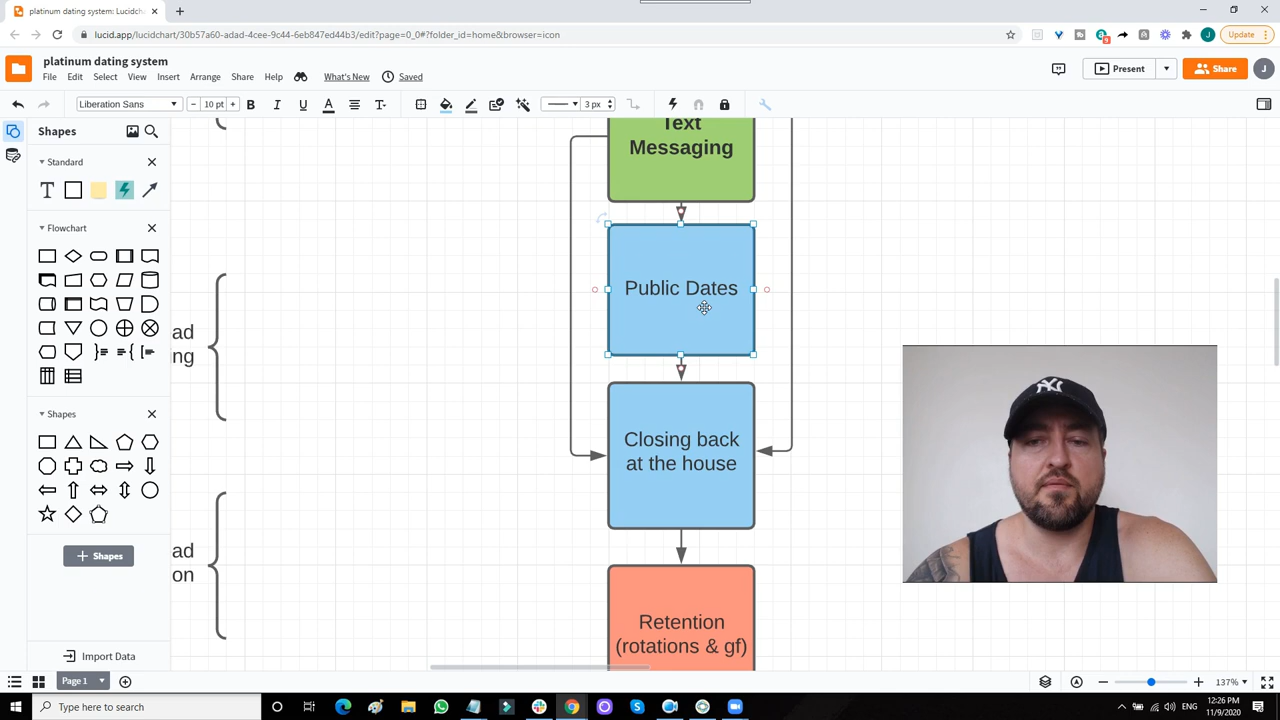 platinum dating system: Lucidch
lucid.app/lucidchart/30b57a60-adad-4cee-9c44-6eb847ed44b3/edit?page=0_0#?folder_id=home&browser=icon
9
J
Update
platinum dating system
File Edit Select View Insert Arrange Share Help What's New Saved
Present
Share
J
Liberation Sans
10 pt
B I U A T
3 px
Shapes
Standard
T
Flowchart
Shapes
Shapes
Import Data
ad
ng
ad
on
Text
Messaging
Public Dates
Closing back
at the house
Retention
(rotations & gf)
NY
Page 1
137%
Type here to search
ENG
12:26 PM
11/9/2020